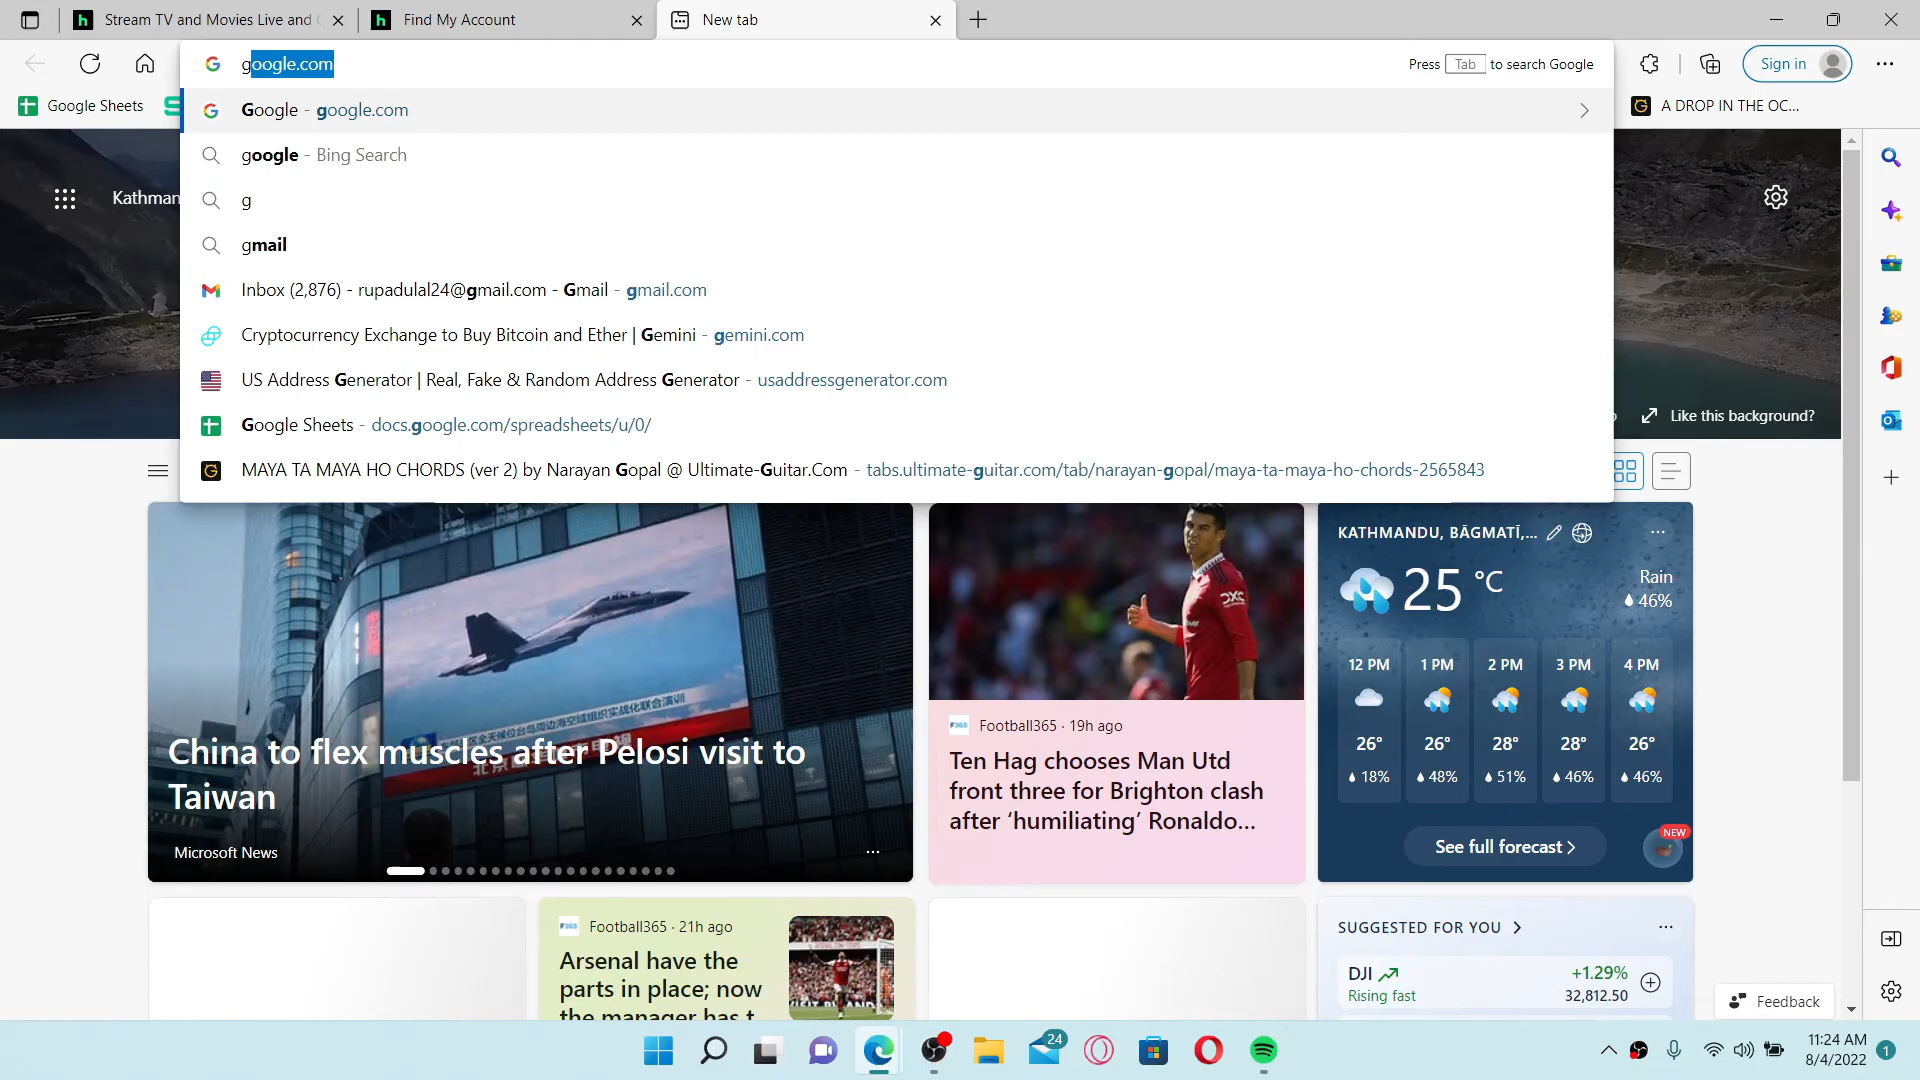 Stream TV and Movies Live and
Find My Account
New tab
google.com
Press Tab to search Google
Sign in
Google Sheets
A DROP IN THE OC...
Google - google.com
google - Bing Search
g
gmail
Inbox (2,876) - rupadulal24@gmail.com - Gmail - gmail.com
Cryptocurrency Exchange to Buy Bitcoin and Ether | Gemini - gemini.com
US Address Generator | Real, Fake & Random Address Generator - usaddressgenerator.com
Google Sheets - docs.google.com/spreadsheets/u/0/
MAYA TA MAYA HO CHORDS (ver 2) by Narayan Gopal @ Ultimate-Guitar.Com - tabs.ultimate-guitar.com/tab/narayan-gopal/maya-ta-maya-ho-chords-2565843
Kathman
Like this background?
China to flex muscles after Pelosi visit to
Taiwan
Microsoft News
Football365 · 19h ago
Ten Hag chooses Man Utd
front three for Brighton clash
after ‘humiliating’ Ronaldo...
KATHMANDU, BĀGMATĪ,...
25 °C
Rain
46%
12 PM 1 PM 2 PM 3 PM 4 PM
26° 26° 28° 28° 26°
18% 48% 51% 46% 46%
See full forecast
NEW
Football365 · 21h ago
Arsenal have the
parts in place; now
the manager has t
SUGGESTED FOR YOU
DJI +1.29%
Rising fast 32,812.50
Feedback
24
11:24 AM
8/4/2022
1